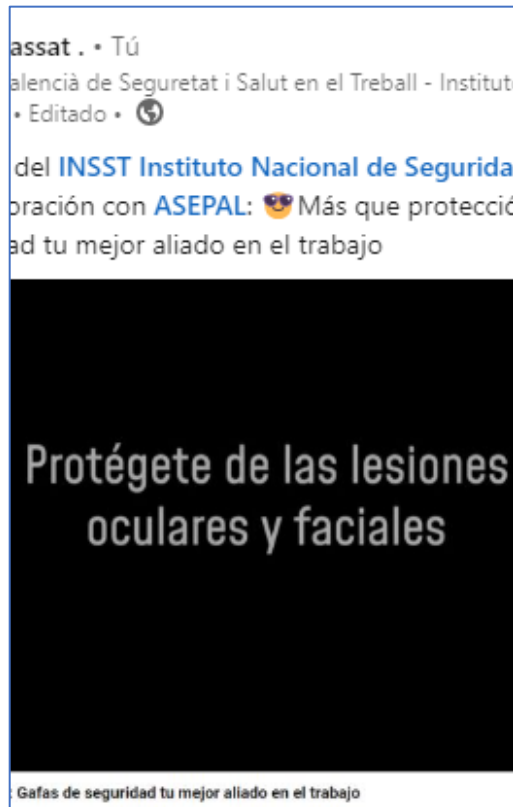 assat . • Tú
alencià de Seguretat i Salut en el Treball - Institut
• Editado •
del INSST Instituto Nacional de Segurida
oración con ASEPAL: 😎Más que protecció
ad tu mejor aliado en el trabajo
Protégete de las lesiones
oculares y faciales
: Gafas de seguridad tu mejor aliado en el trabajo